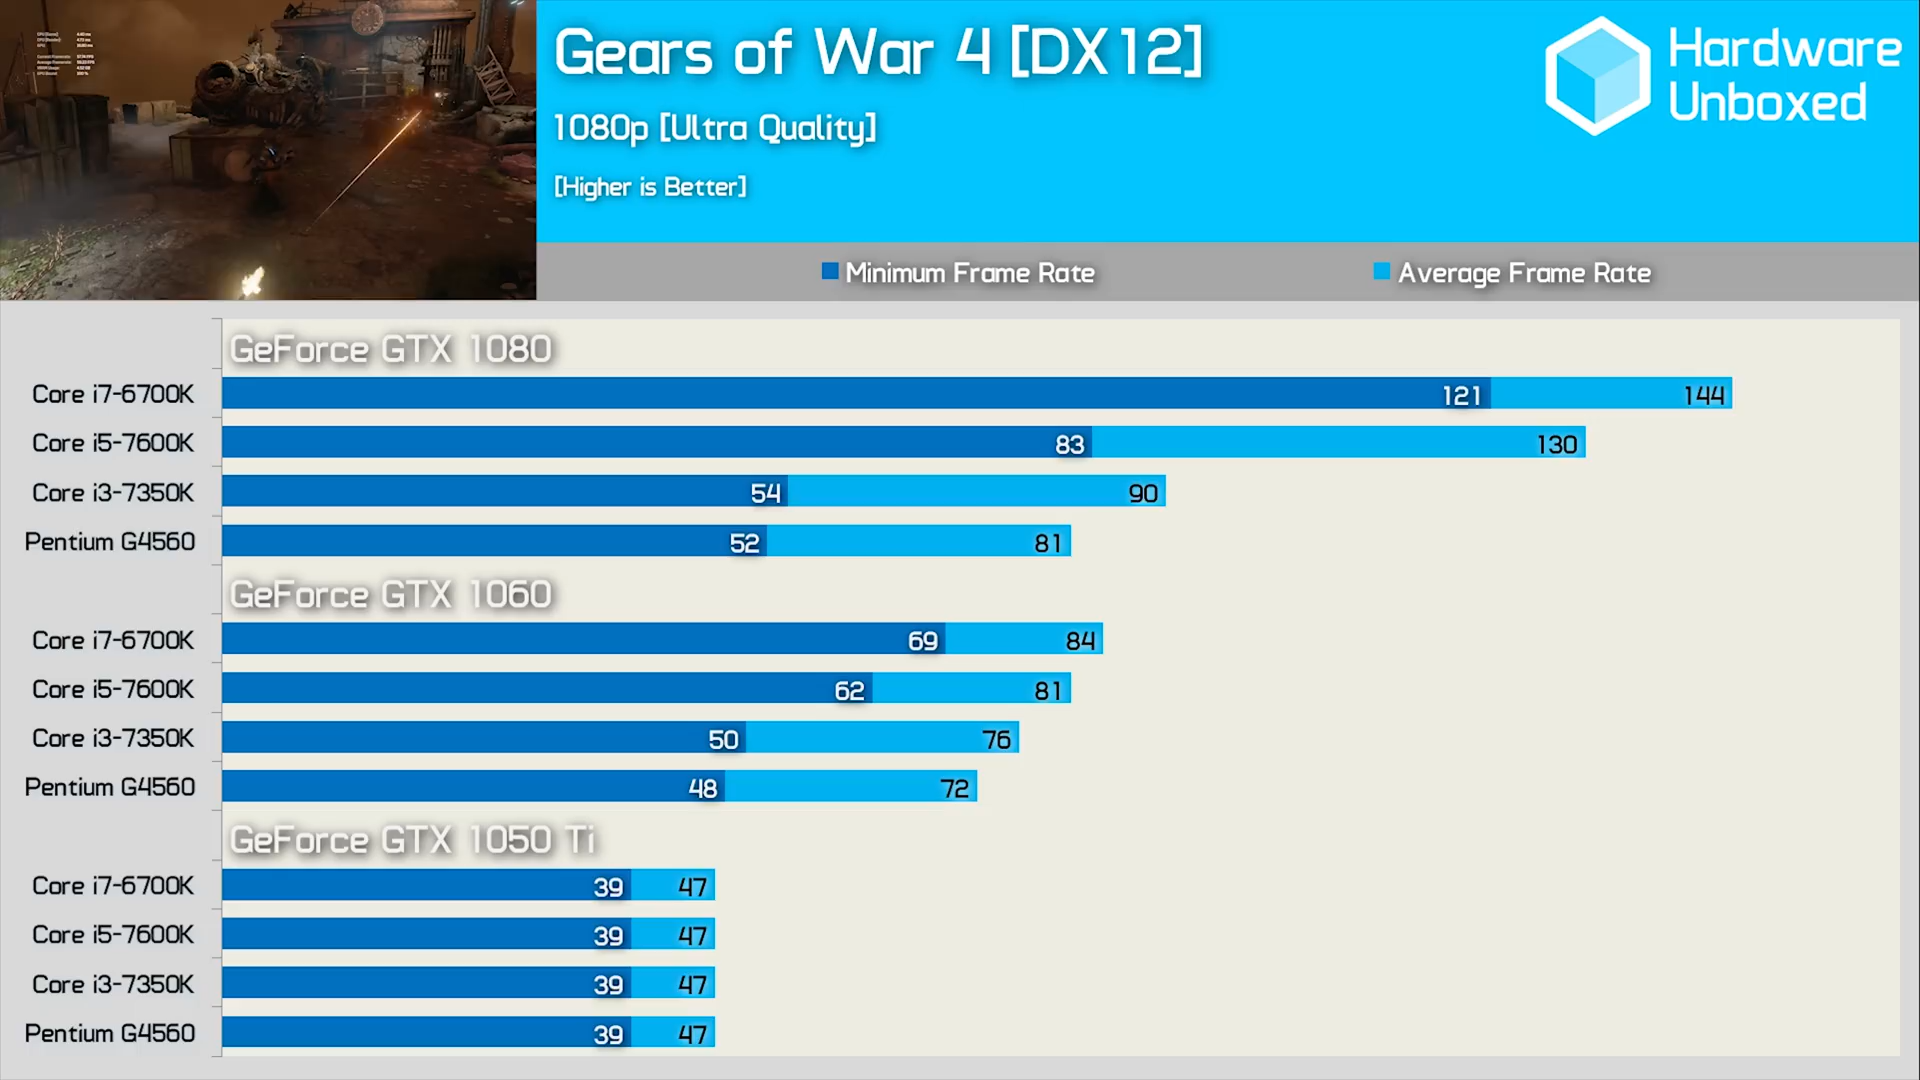 Gears of War 4 [DX12]
1080p [Ultra Quality]
[Higher is Better]
Hardware
Unboxed
Minimum Frame Rate
Average Frame Rate
GeForce GTX 1080
Core i7-6700K 121 144
Core i5-7600K 83 130
Core i3-7350K 54 90
Pentium G4560 52 81
GeForce GTX 1060
Core i7-6700K 69 84
Core i5-7600K 62 81
Core i3-7350K 50 76
Pentium G4560 48 72
GeForce GTX 1050 Ti
Core i7-6700K 39 47
Core i5-7600K 39 47
Core i3-7350K 39 47
Pentium G4560 39 47